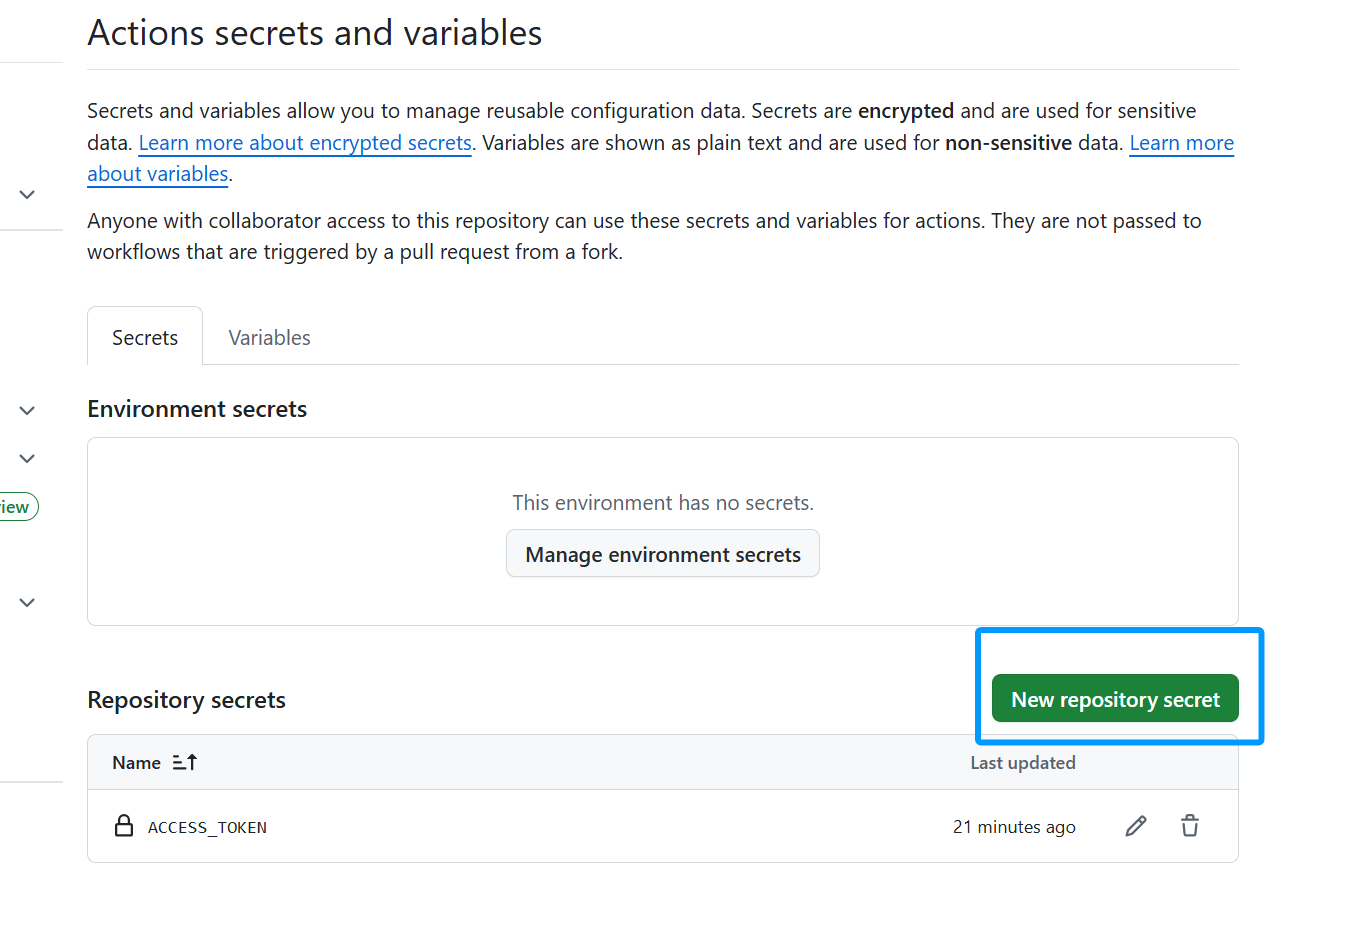 Actions secrets and variables
Secrets and variables allow you to manage reusable configuration data. Secrets are encrypted and are used for sensitive
data. Learn more about encrypted secrets. Variables are shown as plain text and are used for non-sensitive data. Learn more
about variables.
Anyone with collaborator access to this repository can use these secrets and variables for actions. They are not passed to
workflows that are triggered by a pull request from a fork.
Secrets Variables
Environment secrets
This environment has no secrets.
Manage environment secrets
Repository secrets
New repository secret
Name Last updated
ACCESS_TOKEN 21 minutes ago